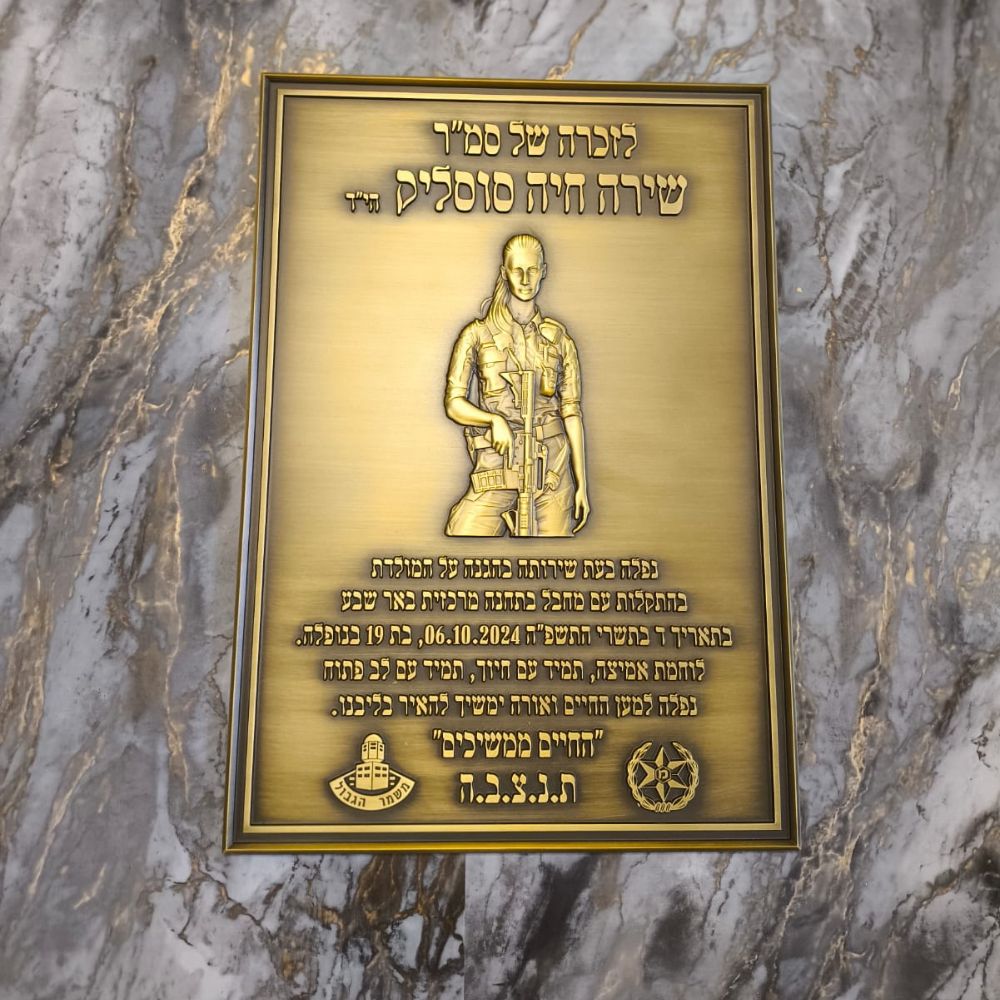 לזכרה של סמ"ר
שירה חיה סוסליק הי"ד
נפלה בעת שירותה בהגנה על המולדת
בהתקלות עם מחבל בתחנה מרכזית באר שבע
בתאריך ד בתשרי התשפ"ה 06.10.2024, בת 19 בנופלה.
לוחמת אמיצה, תמיד עם חיוך, תמיד עם לב פתוח
נפלה למען החיים ואורה ימשיך להאיר בליבנו.
"החיים ממשיכים"
ת.נ.צ.ב.ה
משמר הגבול